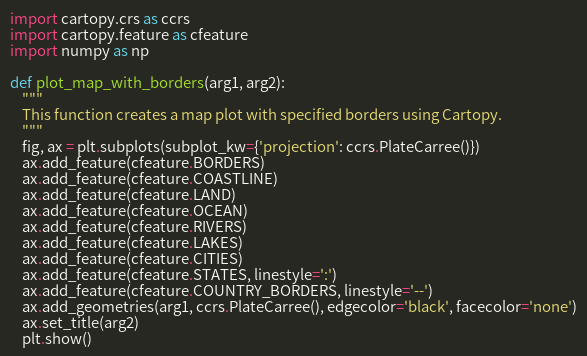 import cartopy.crs as ccrs
import cartopy.feature as cfeature
import numpy as np

def plot_map_with_borders(arg1, arg2):
    """
    This function creates a map plot with specified borders using Cartopy.
    """
    fig, ax = plt.subplots(subplot_kw={'projection': ccrs.PlateCarree()})
    ax.add_feature(cfeature.BORDERS)
    ax.add_feature(cfeature.COASTLINE)
    ax.add_feature(cfeature.LAND)
    ax.add_feature(cfeature.OCEAN)
    ax.add_feature(cfeature.RIVERS)
    ax.add_feature(cfeature.LAKES)
    ax.add_feature(cfeature.CITIES)
    ax.add_feature(cfeature.STATES, linestyle=':')
    ax.add_feature(cfeature.COUNTRY_BORDERS, linestyle='--')
    ax.add_geometries(arg1, ccrs.PlateCarree(), edgecolor='black', facecolor='none')
    ax.set_title(arg2)
    plt.show()